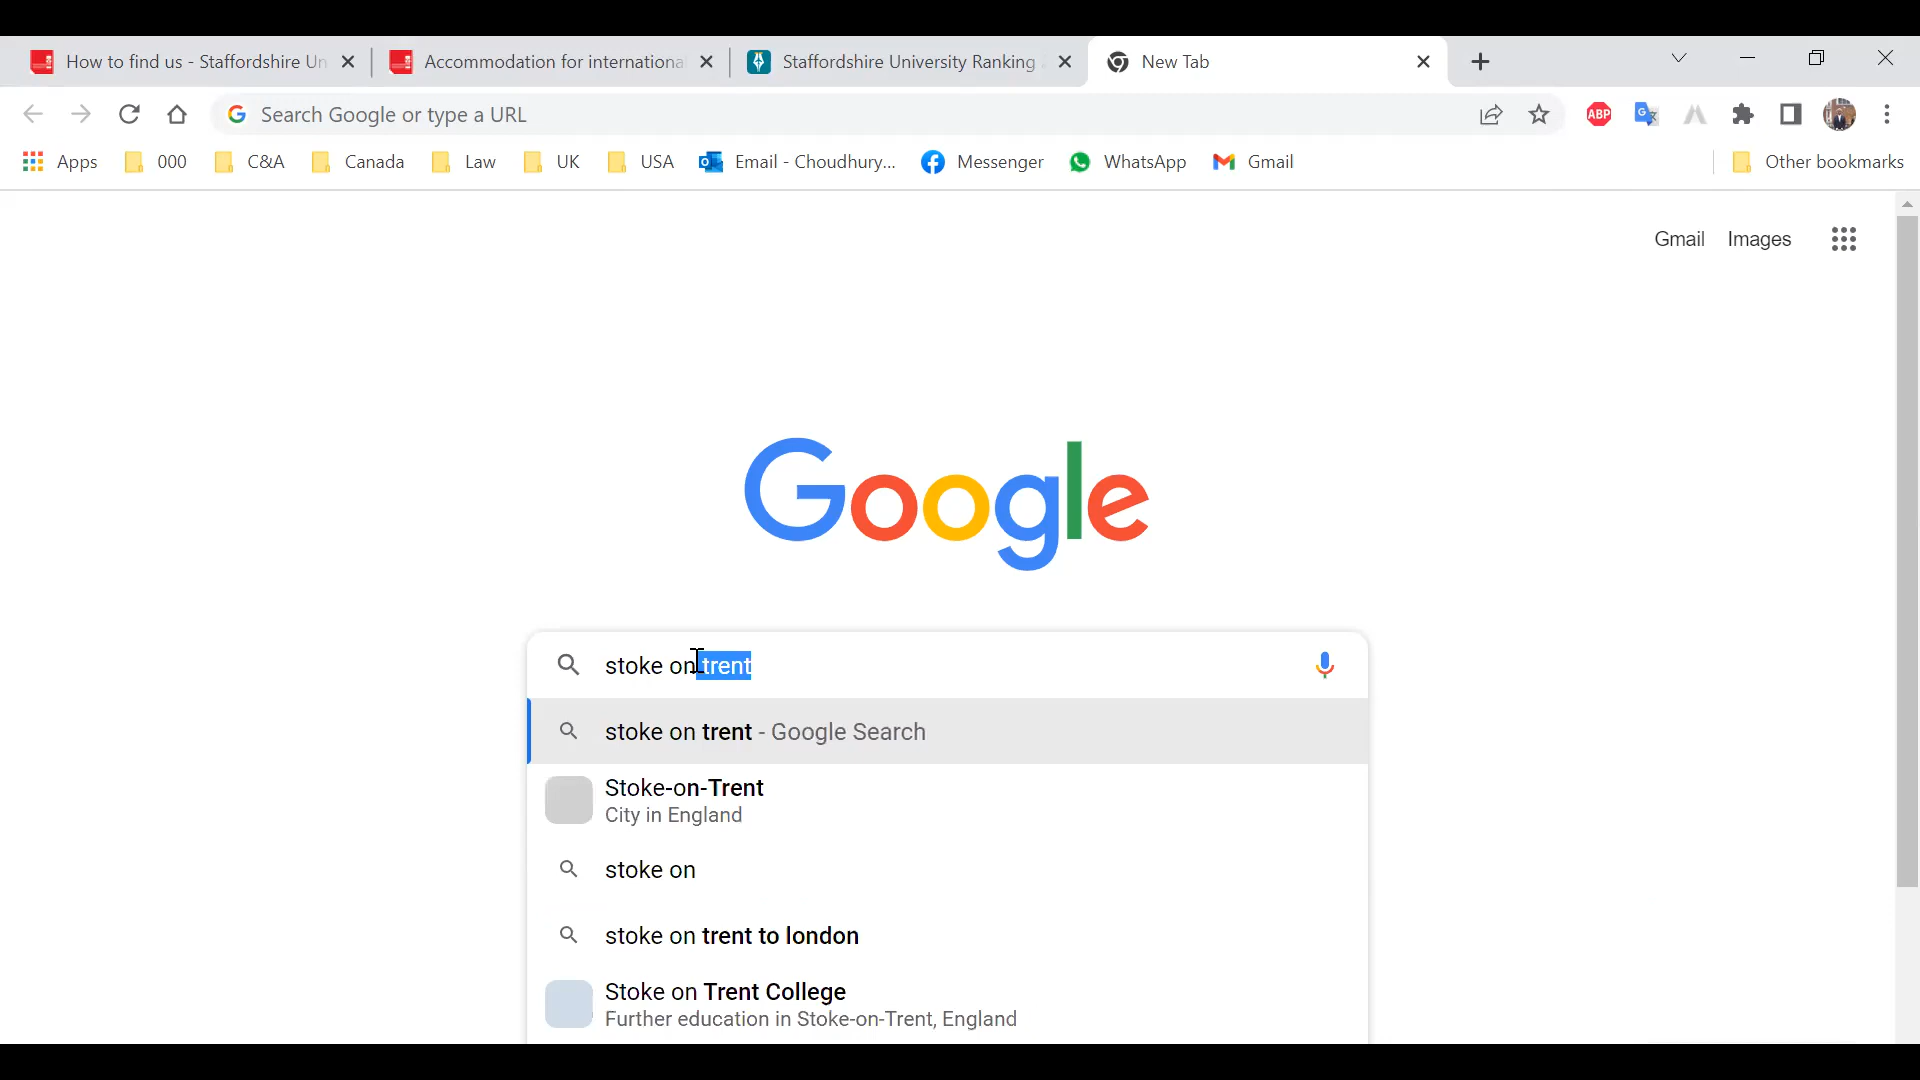 How to find us - Staffordshire Un
Accommodation for internationa
Staffordshire University Ranking
New Tab
Search Google or type a URL
ABP
Apps
000
C&A
Canada
Law
UK
USA
Email - Choudhury...
Messenger
WhatsApp
Gmail
Other bookmarks
Gmail
Images
Google
stoke on trent
stoke on trent - Google Search
Stoke-on-Trent
City in England
stoke on
stoke on trent to london
Stoke on Trent College
Further education in Stoke-on-Trent, England